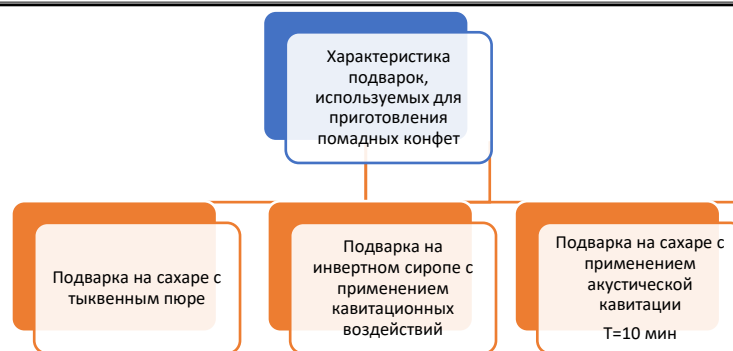 Характеристика
подварок,
используемых для
приготовления
помадных конфет
Подварка на сахаре с
тыквенным пюре
Подварка на
инвертном сиропе с
применением
кавитационных
воздействий
Подварка на сахаре с
применением
акустической
кавитации
T=10 мин